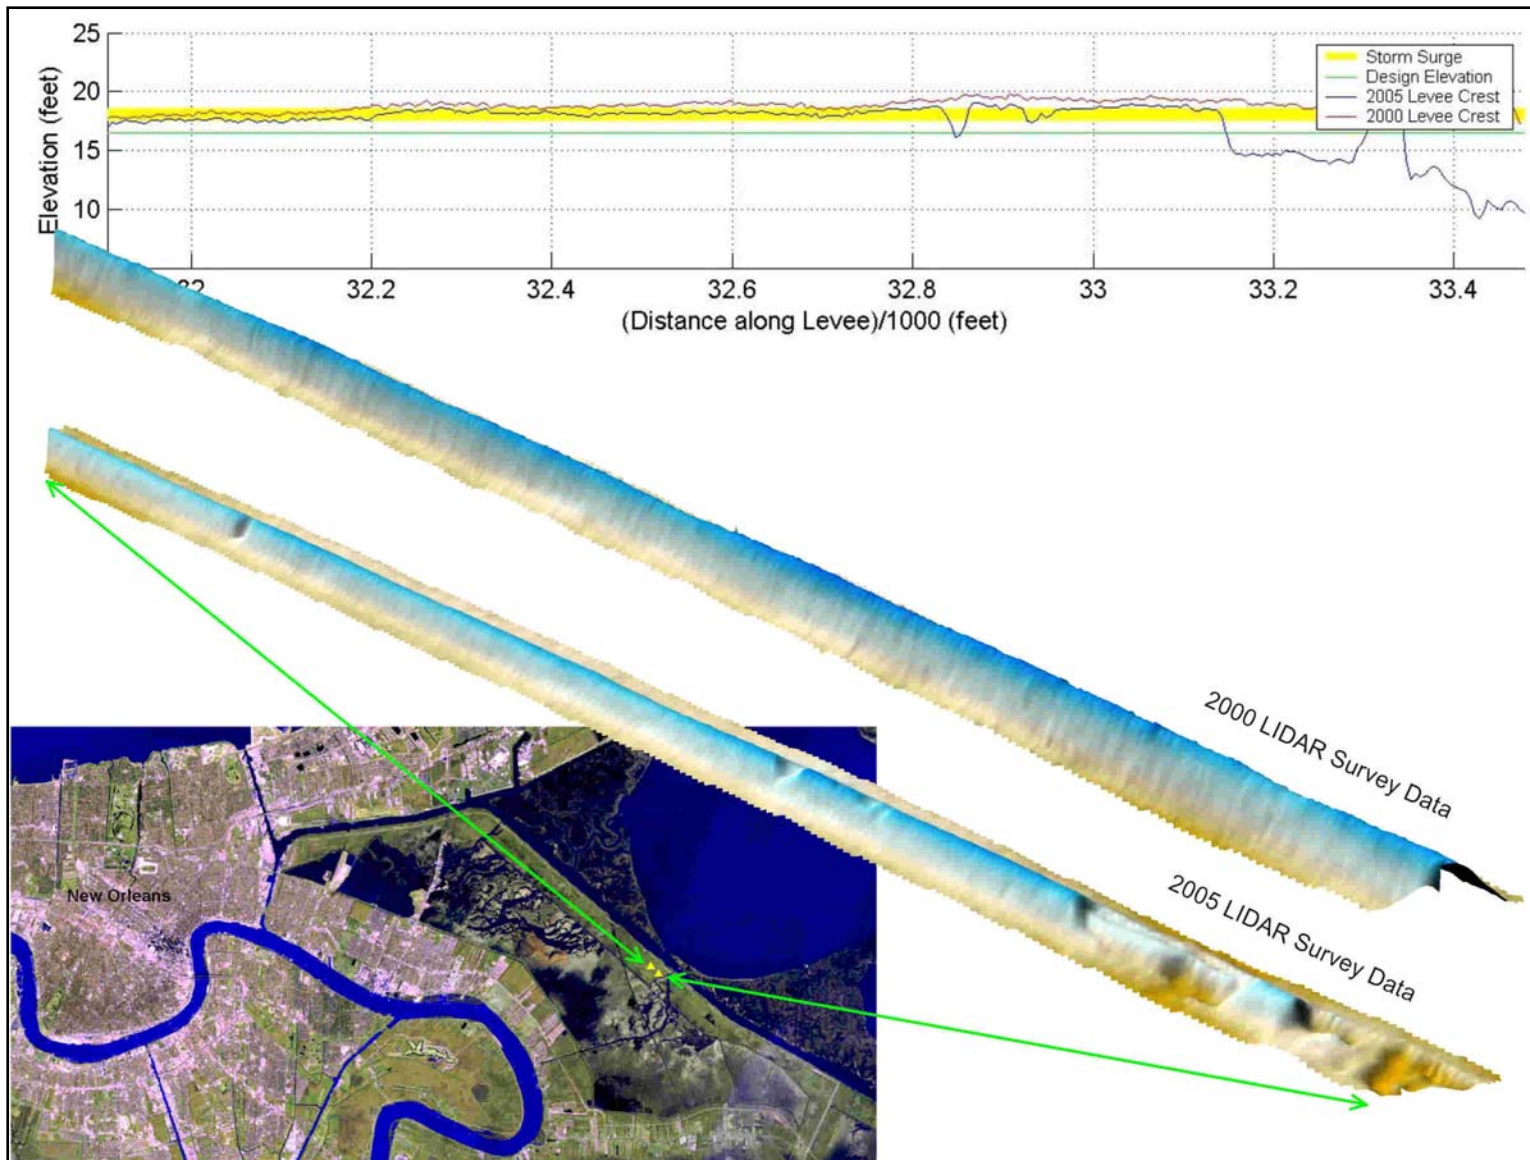 25
20
15
10
Elevation (feet)
Storm Surge
Design Elevation
2005 Levee Crest
2000 Levee Crest
32 32.2 32.4 32.6 32.8 33 33.2 33.4
(Distance along Levee)/1000 (feet)
2000 LIDAR Survey Data
2005 LIDAR Survey Data
New Orleans